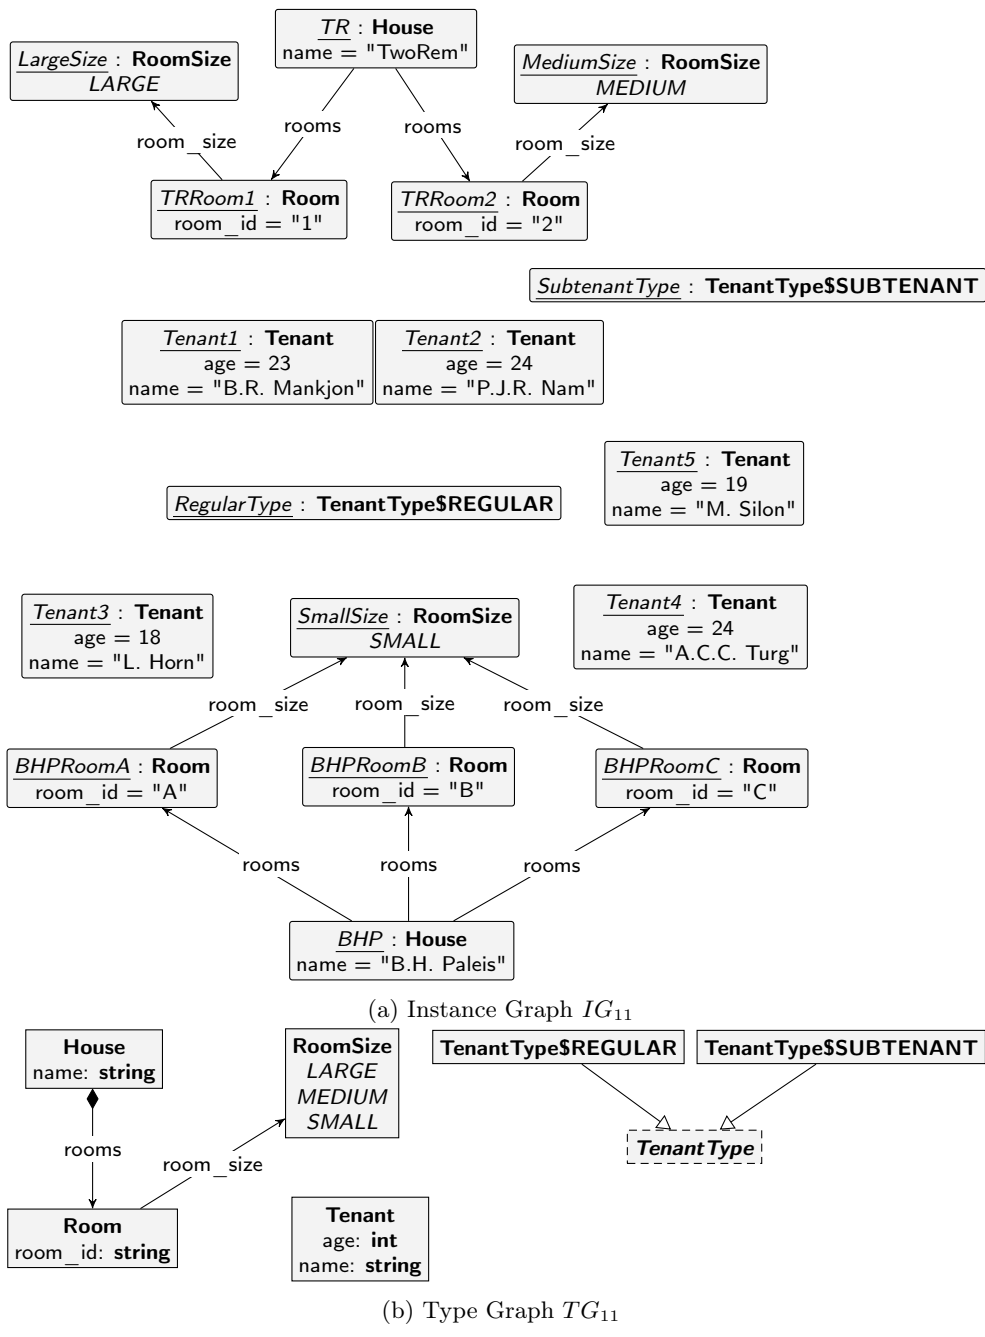 TR : House
name = "TwoRem"
LargeSize : RoomSize
LARGE
MediumSize : RoomSize
MEDIUM
rooms
rooms
room_size
room_size
TRRoom1 : Room
room_id = "1"
TRRoom2 : Room
room_id = "2"
SubtenantType : TenantType$SUBTENANT
Tenant1 : Tenant
age = 23
name = "B.R. Mankjon"
Tenant2 : Tenant
age = 24
name = "P.J.R. Nam"
Tenant5 : Tenant
age = 19
name = "M. Silon"
RegularType : TenantType$REGULAR
Tenant3 : Tenant
age = 18
name = "L. Horn"
SmallSize : RoomSize
SMALL
Tenant4 : Tenant
age = 24
name = "A.C.C. Turg"
room_size
room_size
room_size
BHPRoomA : Room
room_id = "A"
BHPRoomB : Room
room_id = "B"
BHPRoomC : Room
room_id = "C"
rooms
rooms
rooms
BHP : House
name = "B.H. Paleis"
(a) Instance Graph IG11
House
name: string
RoomSize
LARGE
MEDIUM
SMALL
TenantType$REGULAR
TenantType$SUBTENANT
TenantType
rooms
room_size
Room
room_id: string
Tenant
age: int
name: string
(b) Type Graph TG11